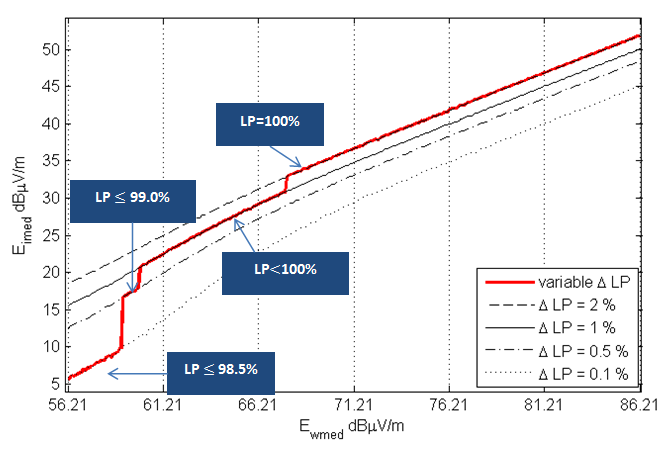 50
45
40
35
30
25
20
15
10
5
E_imed dBµV/m
LP=100%
LP ≤ 99.0%
LP<100%
LP ≤ 98.5%
variable Δ LP
Δ LP = 2 %
Δ LP = 1 %
Δ LP = 0.5 %
Δ LP = 0.1 %
56.21 61.21 66.21 71.21 76.21 81.21 86.21
E_wmed dBµV/m